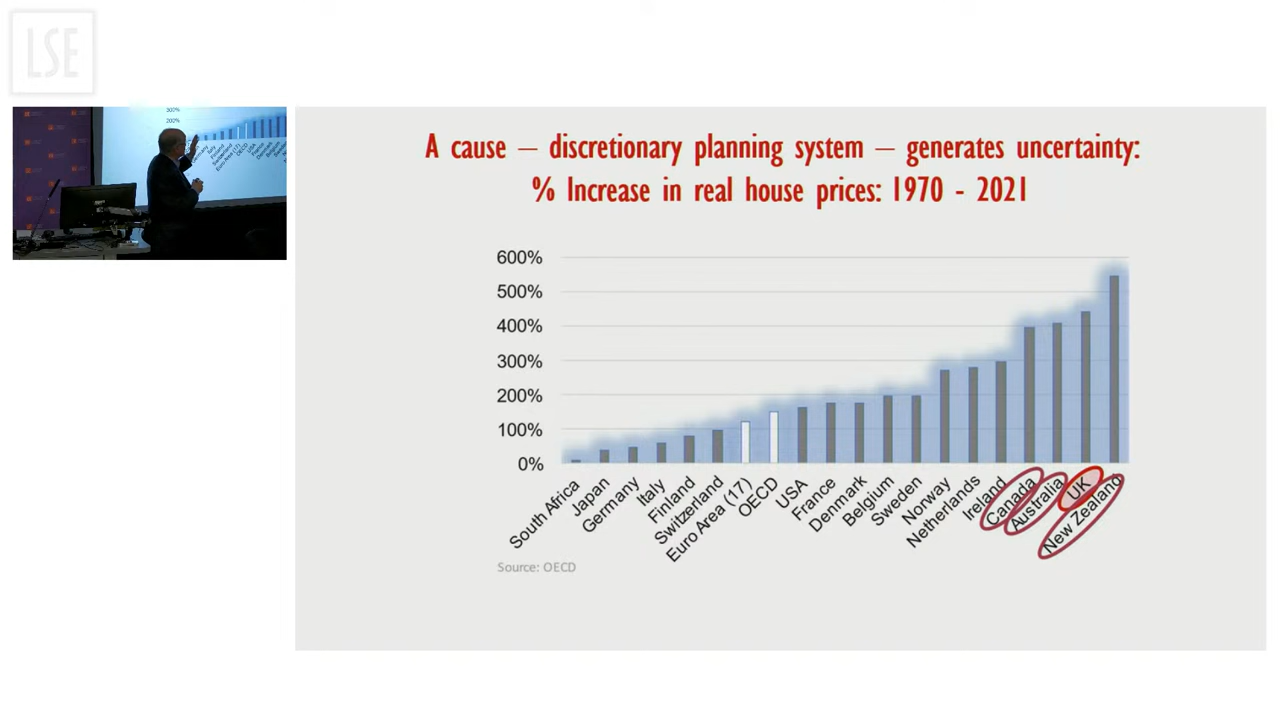 LSE
A cause – discretionary planning system – generates uncertainty:
% Increase in real house prices: 1970 - 2021
600%
500%
400%
300%
200%
100%
0%
South Africa
Japan
Germany
Italy
Finland
Switzerland
Euro Area (17)
OECD
USA
France
Denmark
Belgium
Sweden
Norway
Netherlands
Ireland
Canada
Australia
UK
New Zealand
Source: OECD
300%
200%